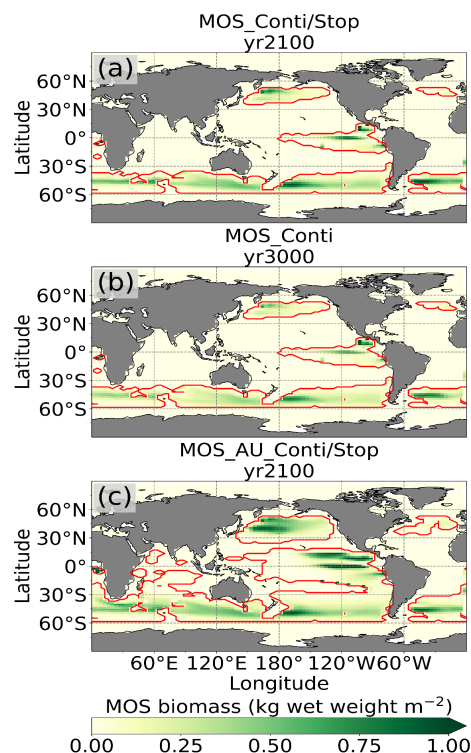 MOS_Conti/Stop
yr2100
(a)
60°N
30°N
0°
30°S
60°S
Latitude
MOS_Conti
yr3000
(b)
60°N
30°N
0°
30°S
60°S
Latitude
MOS_AU_Conti/Stop
yr2100
(c)
60°N
30°N
0°
30°S
60°S
Latitude
60°E 120°E 180° 120°W 60°W
Longitude
MOS biomass (kg wet weight m⁻²)
0.00 0.25 0.50 0.75 1.00